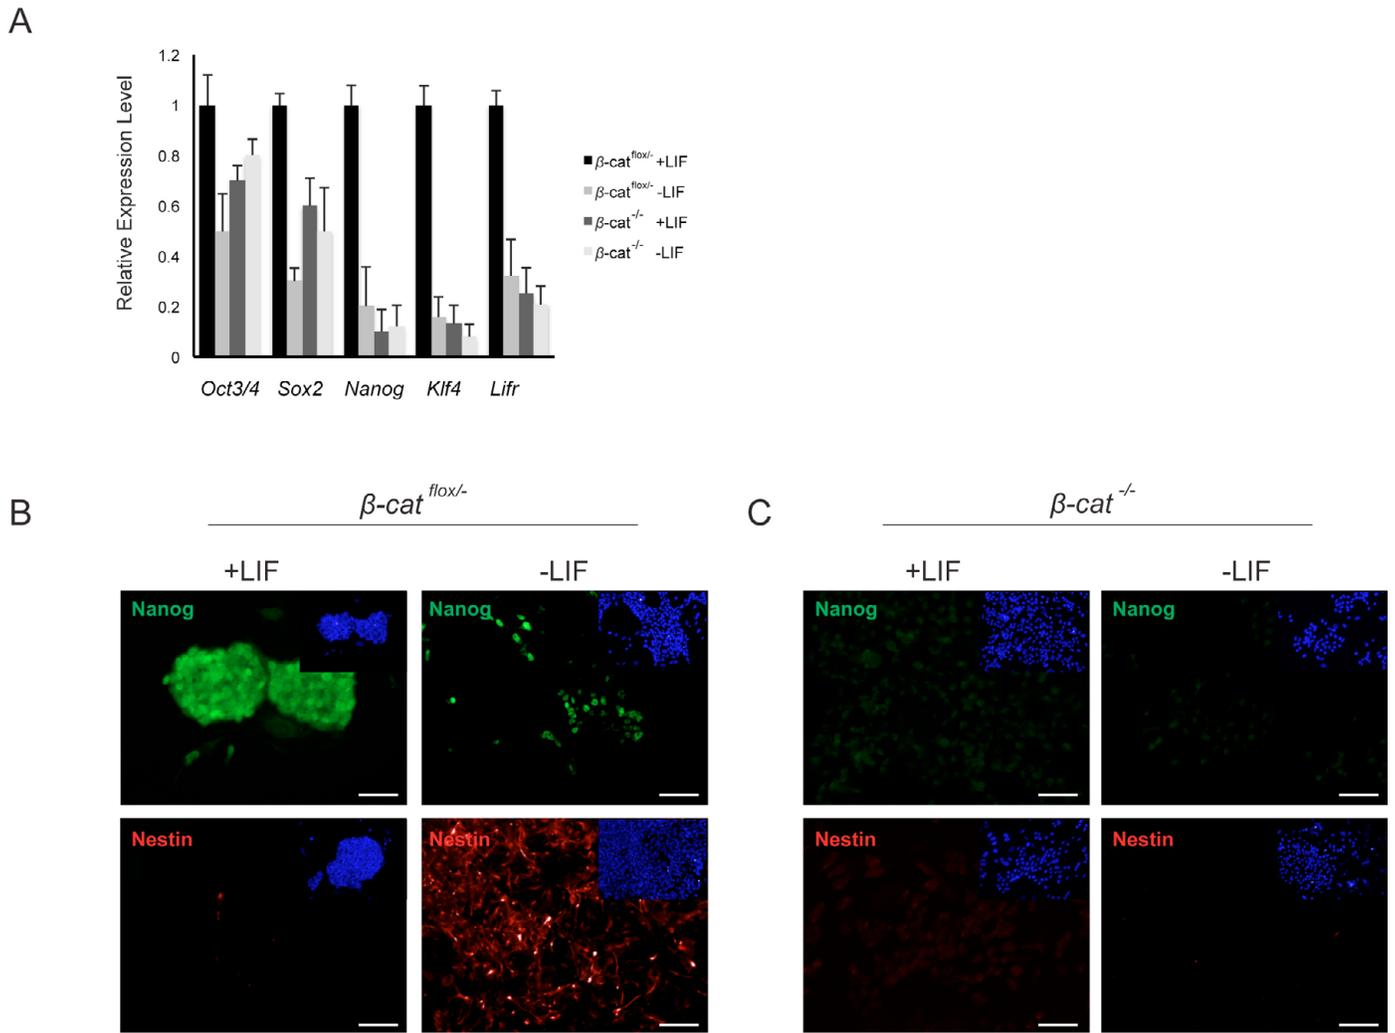 A
Relative Expression Level
1.2
1
0.8
0.6
0.4
0.2
0
Oct3/4 Sox2 Nanog Klf4 Lifr
β-cat flox/- +LIF
β-cat flox/- -LIF
β-cat -/- +LIF
β-cat -/- -LIF
B
β-cat flox/-
+LIF -LIF
Nanog Nanog
Nestin Nestin
C
β-cat -/-
+LIF -LIF
Nanog Nanog
Nestin Nestin